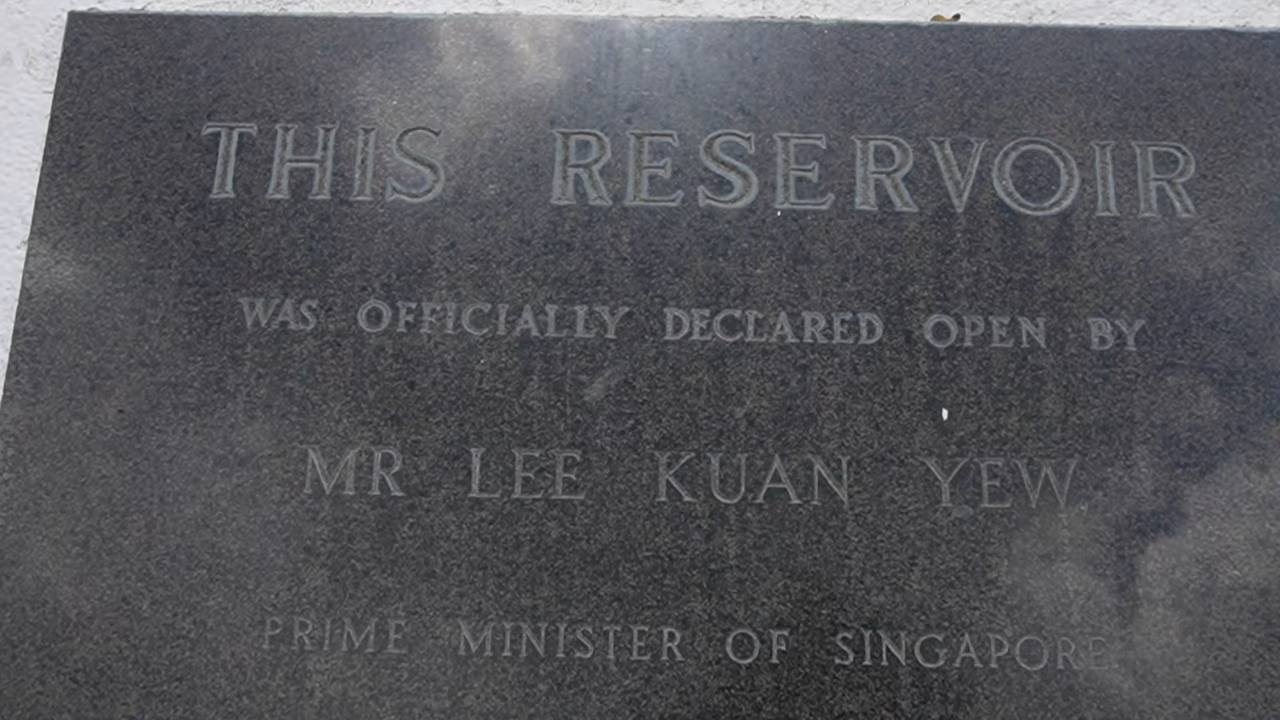 THIS RESERVOIR
WAS OFFICIALLY DECLARED OPEN BY
MR LEE KUAN YEW
PRIME MINISTER OF SINGAPORE